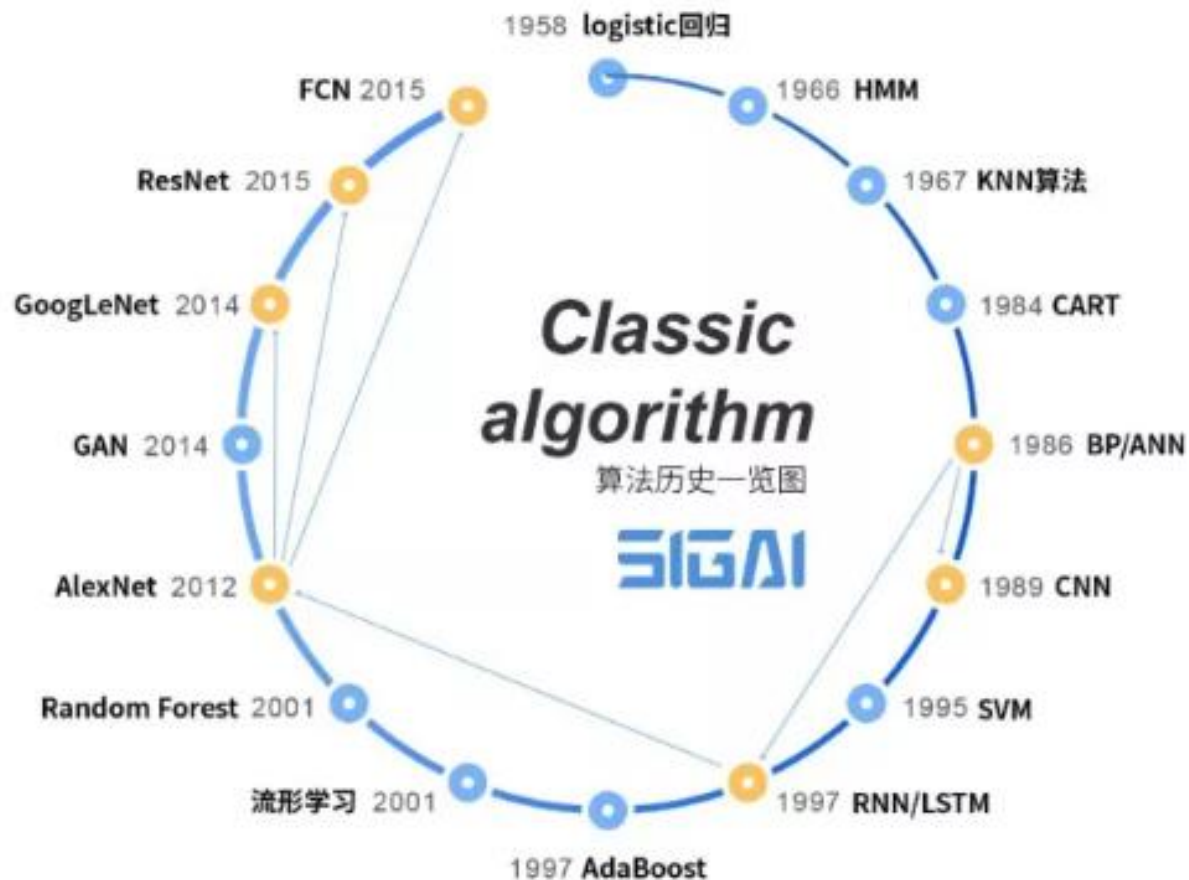 1958 logistic回归
FCN 2015
1966 HMM
ResNet 2015
1967 KNN算法
GoogLeNet 2014
1984 CART
Classic
algorithm
算法历史一览图
SIGAI
GAN 2014
1986 BP/ANN
AlexNet 2012
1989 CNN
Random Forest 2001
1995 SVM
流形学习 2001
1997 RNN/LSTM
1997 AdaBoost